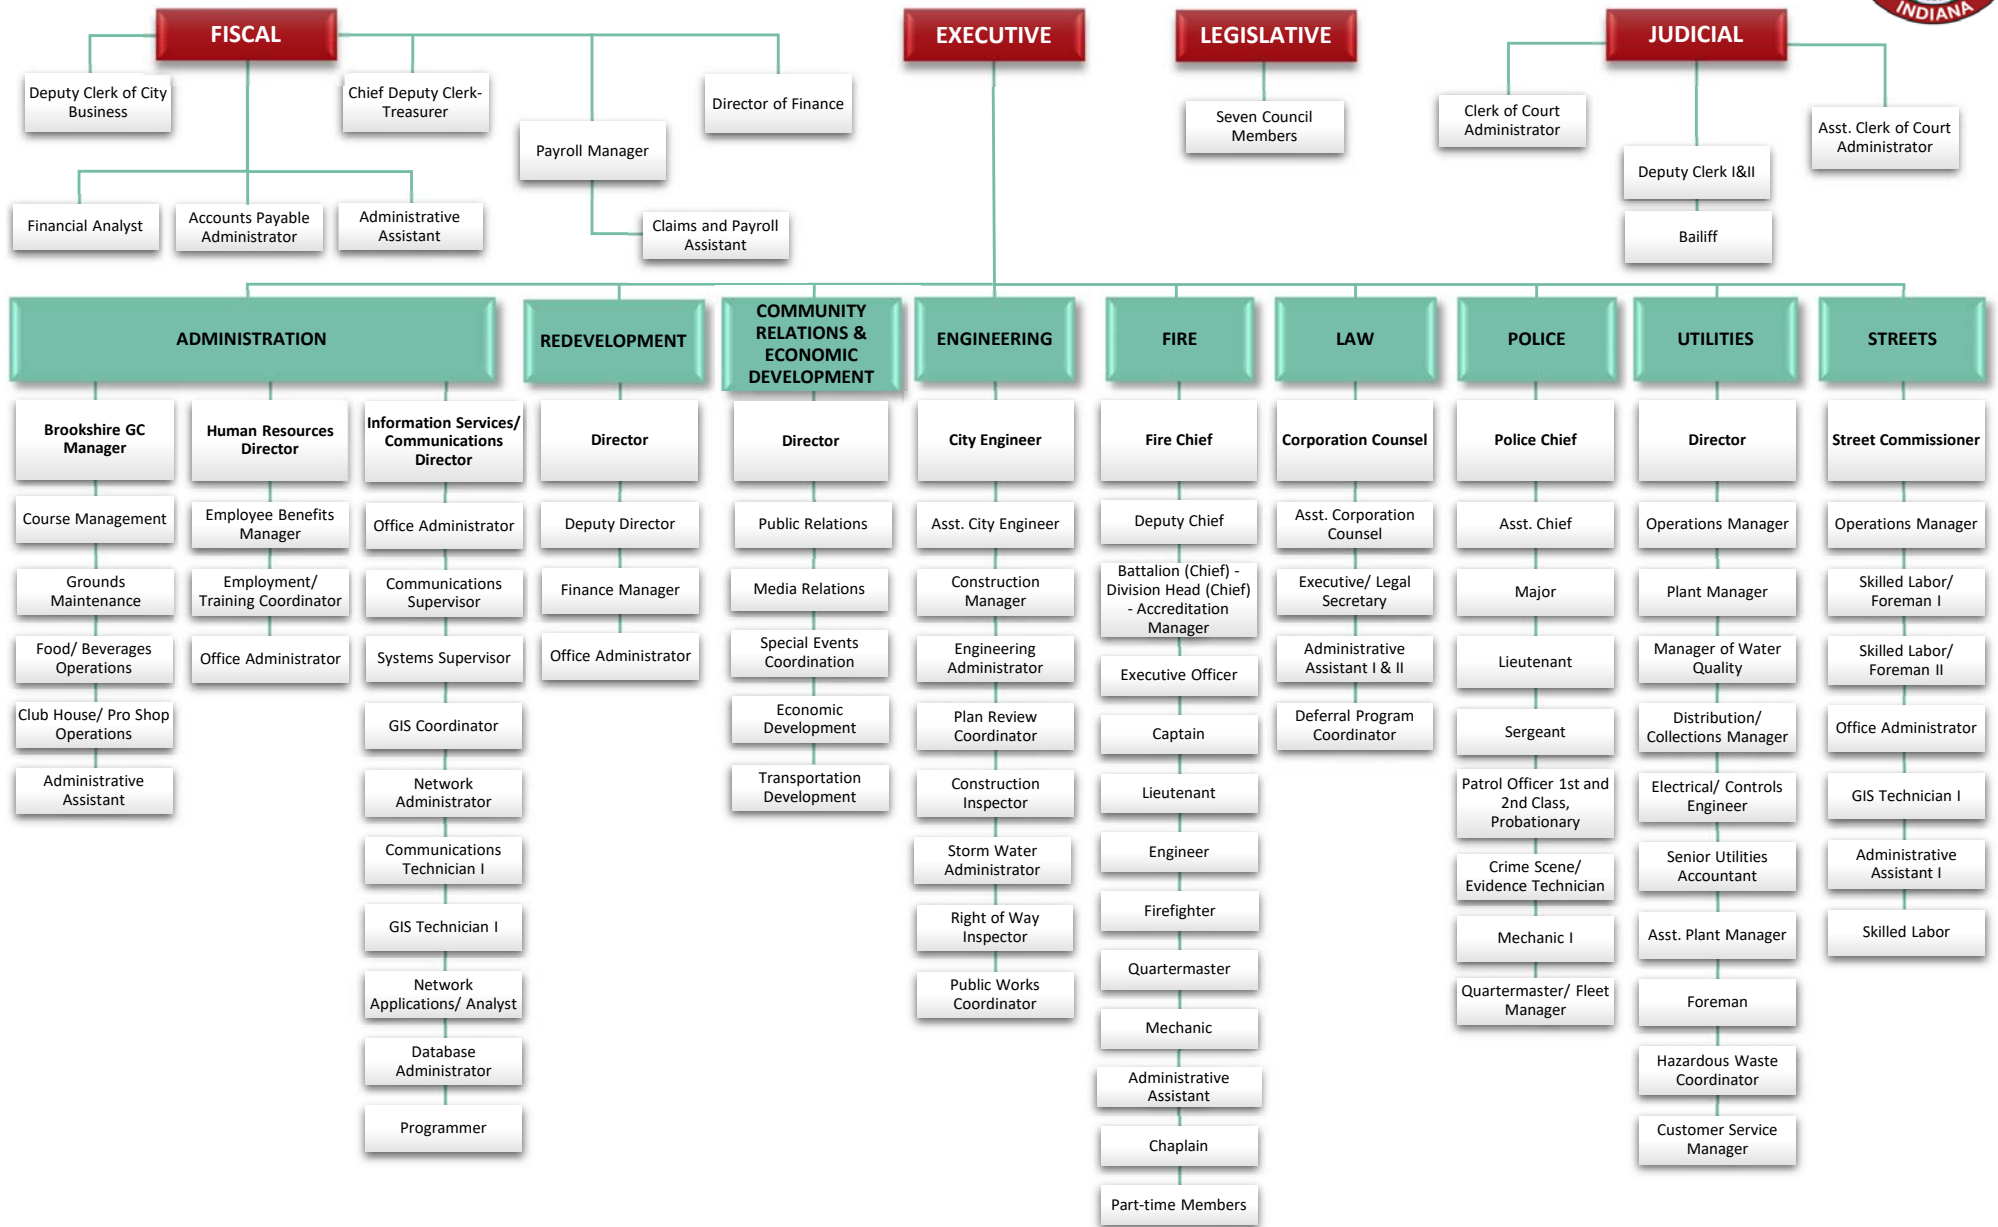 INDIANA
FISCAL
EXECUTIVE
LEGISLATIVE
JUDICIAL
Deputy Clerk of City
Business
Chief Deputy Clerk-
Treasurer
Director of Finance
Payroll Manager
Financial Analyst
Accounts Payable
Administrator
Administrative
Assistant
Claims and Payroll
Assistant
Seven Council
Members
Clerk of Court
Administrator
Asst. Clerk of Court
Administrator
Deputy Clerk I&II
Bailiff
ADMINISTRATION
Brookshire GC
Manager
Course Management
Grounds
Maintenance
Food/ Beverages
Operations
Club House/ Pro Shop
Operations
Administrative
Assistant
Human Resources
Director
Employee Benefits
Manager
Employment/
Training Coordinator
Office Administrator
Information Services/
Communications
Director
Office Administrator
Communications
Supervisor
Systems Supervisor
GIS Coordinator
Network
Administrator
Communications
Technician I
GIS Technician I
Network
Applications/ Analyst
Database
Administrator
Programmer
REDEVELOPMENT
Director
Deputy Director
Finance Manager
Office Administrator
COMMUNITY
RELATIONS &
ECONOMIC
DEVELOPMENT
Director
Public Relations
Media Relations
Special Events
Coordination
Economic
Development
Transportation
Development
ENGINEERING
City Engineer
Asst. City Engineer
Construction
Manager
Engineering
Administrator
Plan Review
Coordinator
Construction
Inspector
Storm Water
Administrator
Right of Way
Inspector
Public Works
Coordinator
FIRE
Fire Chief
Deputy Chief
Battalion (Chief) -
Division Head (Chief)
- Accreditation
Manager
Executive Officer
Captain
Lieutenant
Engineer
Firefighter
Quartermaster
Mechanic
Administrative
Assistant
Chaplain
Part-time Members
LAW
Corporation Counsel
Asst. Corporation
Counsel
Executive/ Legal
Secretary
Administrative
Assistant I & II
Deferral Program
Coordinator
POLICE
Police Chief
Asst. Chief
Major
Lieutenant
Sergeant
Patrol Officer 1st and
2nd Class,
Probationary
Crime Scene/
Evidence Technician
Mechanic I
Quartermaster/ Fleet
Manager
UTILITIES
Director
Operations Manager
Plant Manager
Manager of Water
Quality
Distribution/
Collections Manager
Electrical/ Controls
Engineer
Senior Utilities
Accountant
Asst. Plant Manager
Foreman
Hazardous Waste
Coordinator
Customer Service
Manager
STREETS
Street Commissioner
Operations Manager
Skilled Labor/
Foreman I
Skilled Labor/
Foreman II
Office Administrator
GIS Technician I
Administrative
Assistant I
Skilled Labor